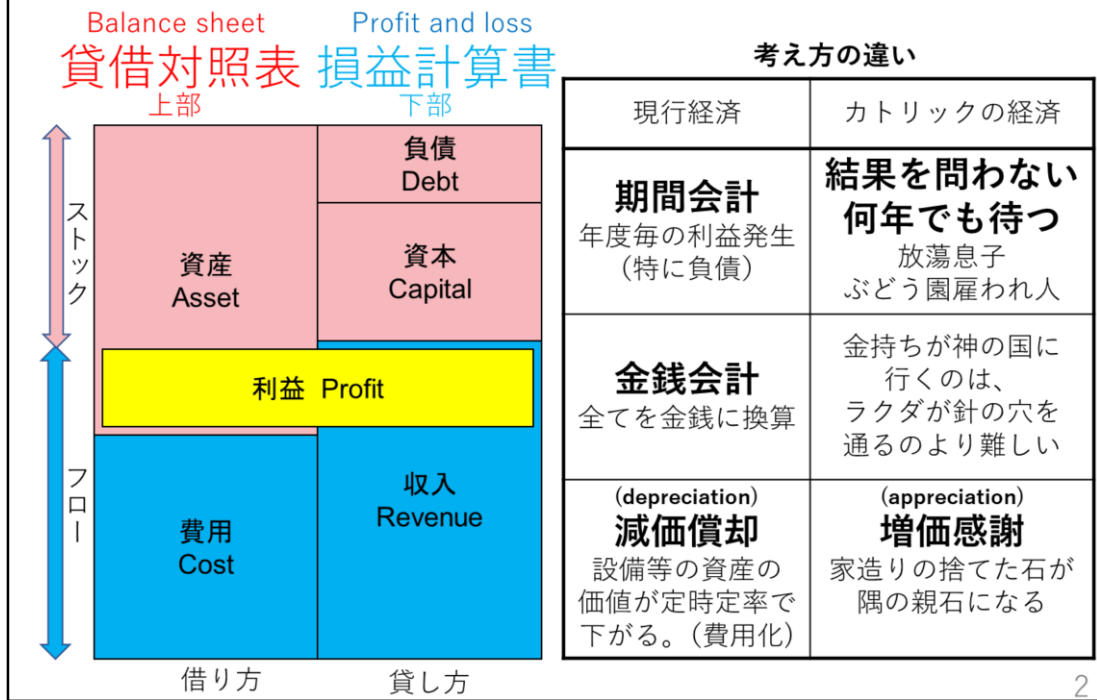 Balance sheet
貸借対照表
上部
Profit and loss
損益計算書
下部
ストック
フロー
資産
Asset
負債
Debt
資本
Capital
利益 Profit
費用
Cost
収入
Revenue
借り方
貸し方
考え方の違い
現行経済
カトリックの経済
期間会計
年度毎の利益発生
(特に負債)
結果を問わない
何年でも待つ
放蕩息子
ぶどう園雇われ人
金銭会計
全てを金銭に換算
金持ちが神の国に
行くのは、
ラクダが針の穴を
通るのより難しい
(depreciation)
減価償却
設備等の資産の
価値が定時定率で
下がる。(費用化)
(appreciation)
増価感謝
家造りの捨てた石が
隅の親石になる
2